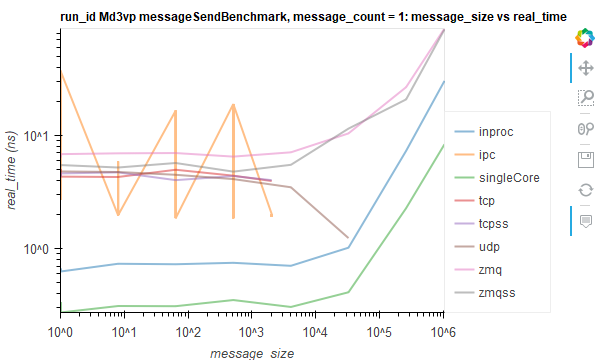 run_id Md3vp messageSendBenchmark, message_count = 1: message_size vs real_time
real_time (ns)
10^1
10^0
10^0 10^1 10^2 10^3 10^4 10^5 10^6
message_size
inproc
ipc
singleCore
tcp
tcpss
udp
zmq
zmqss